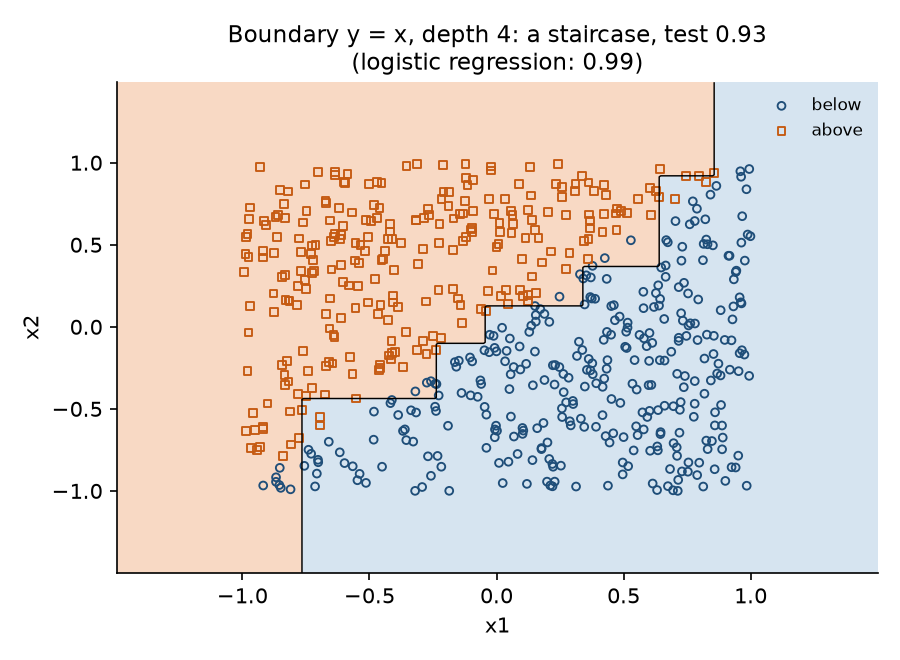 Boundary y = x, depth 4: a staircase, test 0.93
(logistic regression: 0.99)
below
above
1.0
0.5
0.0
−0.5
−1.0
x2
−1.0 −0.5 0.0 0.5 1.0
x1